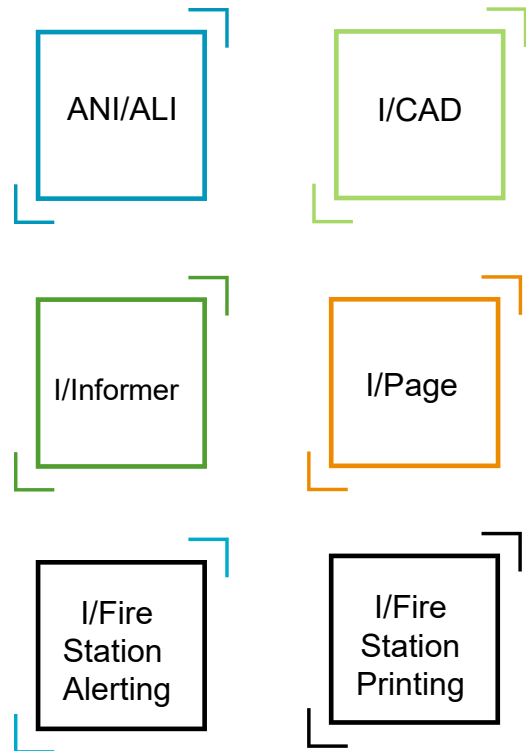 ANI/ALI
I/CAD
I/Informer
I/Page
I/Fire
Station
Alerting
I/Fire
Station
Printing